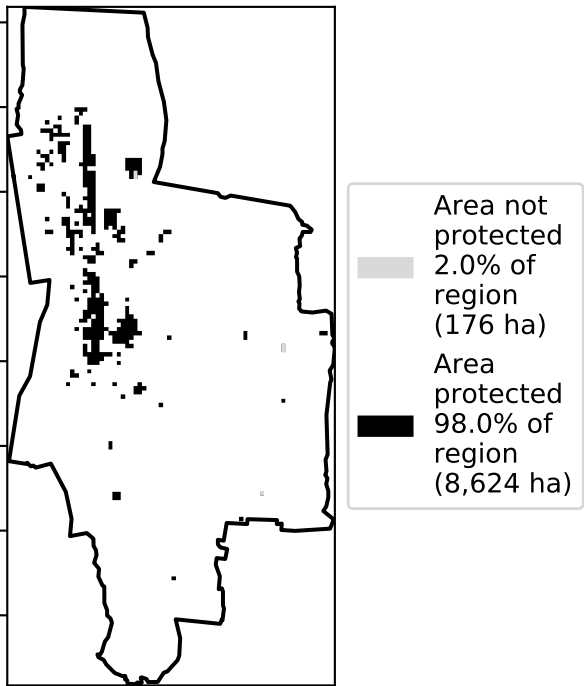 Area not
protected
2.0% of
region
(176 ha)
Area
protected
98.0% of
region
(8,624 ha)